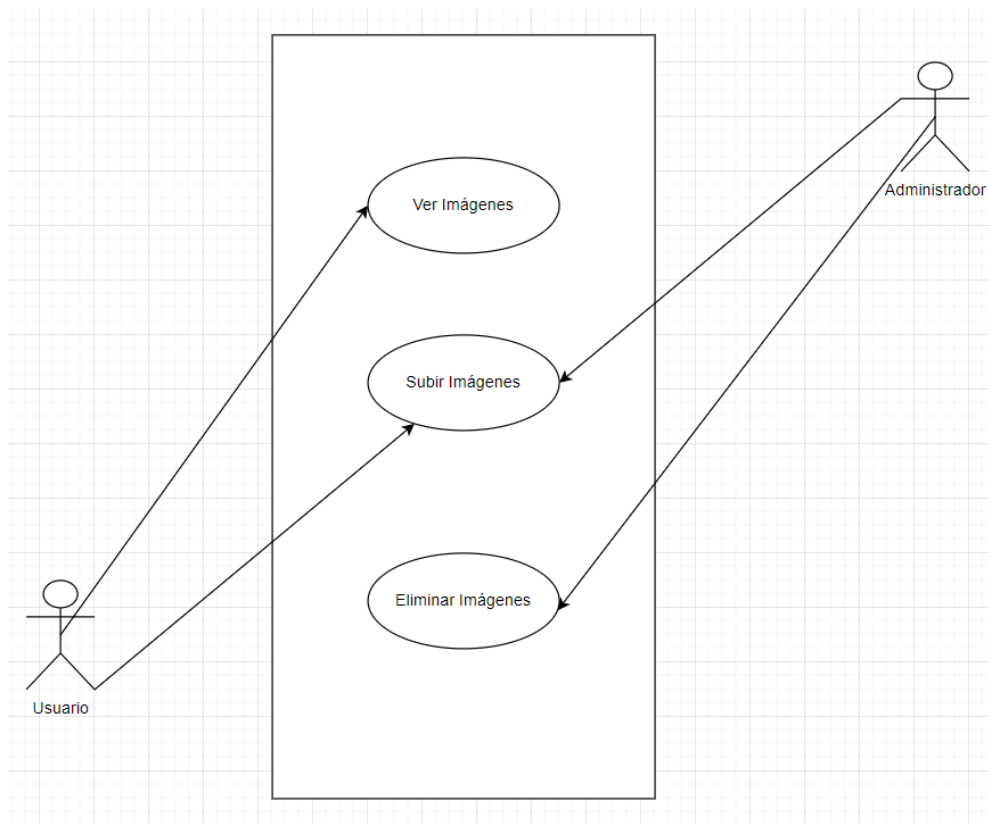 Ver Imágenes
Administrador
Subir Imágenes
Eliminar Imágenes
Usuario